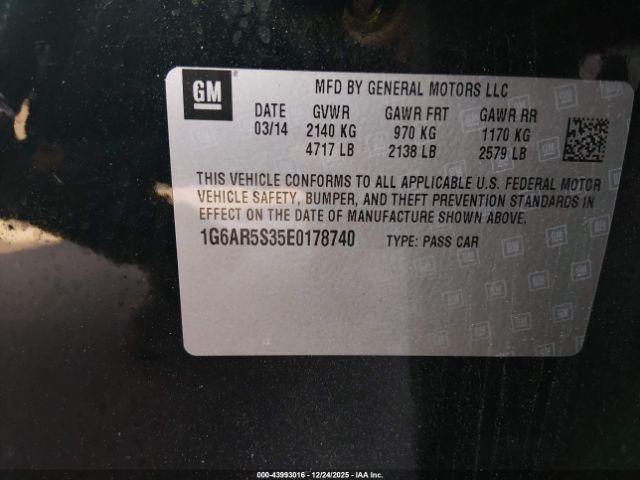 GM
MFD BY GENERAL MOTORS LLC
DATE GVWR GAWR FRT GAWR RR
03/14 2140 KG 970 KG 1170 KG
4717 LB 2138 LB 2579 LB
THIS VEHICLE CONFORMS TO ALL APPLICABLE U.S. FEDERAL MOTOR
VEHICLE SAFETY, BUMPER, AND THEFT PREVENTION STANDARDS IN
EFFECT ON THE DATE OF MANUFACTURE SHOWN ABOVE.
1G6AR5S35E0178740 TYPE: PASS CAR
000-43993016 - 12/24/2025 - IAA Inc.